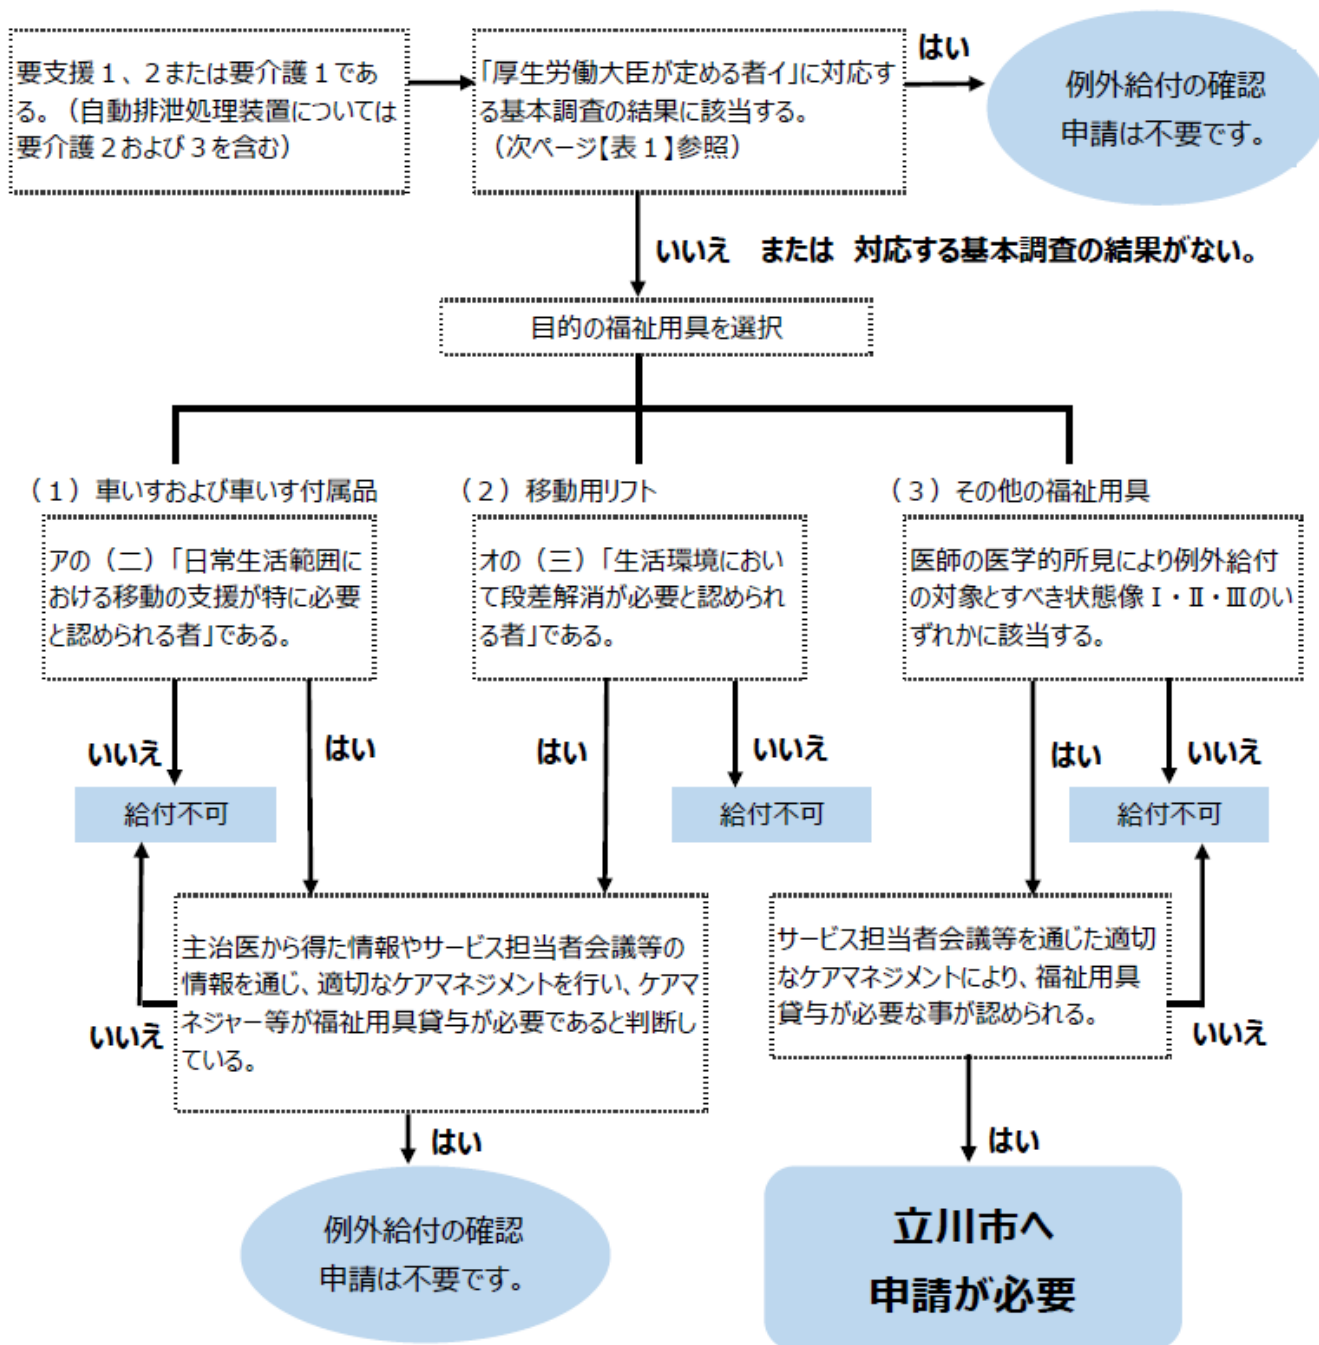 要支援１、２または要介護１であ
る。（自動排泄処理装置については
要介護２および３を含む）
「厚生労働大臣が定める者イ」に対応す
る基本調査の結果に該当する。
（次ページ【表１】参照）
はい
例外給付の確認
申請は不要です。
いいえ　または　対応する基本調査の結果がない。
目的の福祉用具を選択
（１）車いすおよび車いす付属品
アの（二）「日常生活範囲に
おける移動の支援が特に必要
と認められる者」である。
（２）移動用リフト
オの（三）「生活環境におい
て段差解消が必要と認められ
る者」である。
（３）その他の福祉用具
医師の医学的所見により例外給付
の対象とすべき状態像Ⅰ・Ⅱ・Ⅲのい
ずれかに該当する。
いいえ
はい
はい
いいえ
はい
いいえ
給付不可
給付不可
給付不可
主治医から得た情報やサービス担当者会議等の
情報を通じ、適切なケアマネジメントを行い、ケアマ
ネジャー等が福祉用具貸与が必要であると判断し
ている。
いいえ
サービス担当者会議等を通じた適切
なケアマネジメントにより、福祉用具
貸与が必要な事が認められる。
いいえ
はい
はい
例外給付の確認
申請は不要です。
立川市へ
申請が必要